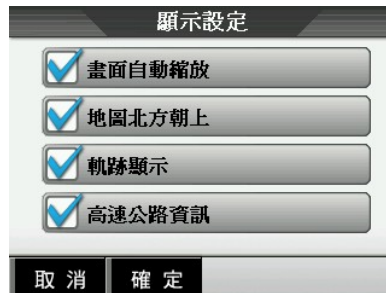 顯示設定
畫面自動縮放
地圖北方朝上
軌跡顯示
高速公路資訊
取消 確定